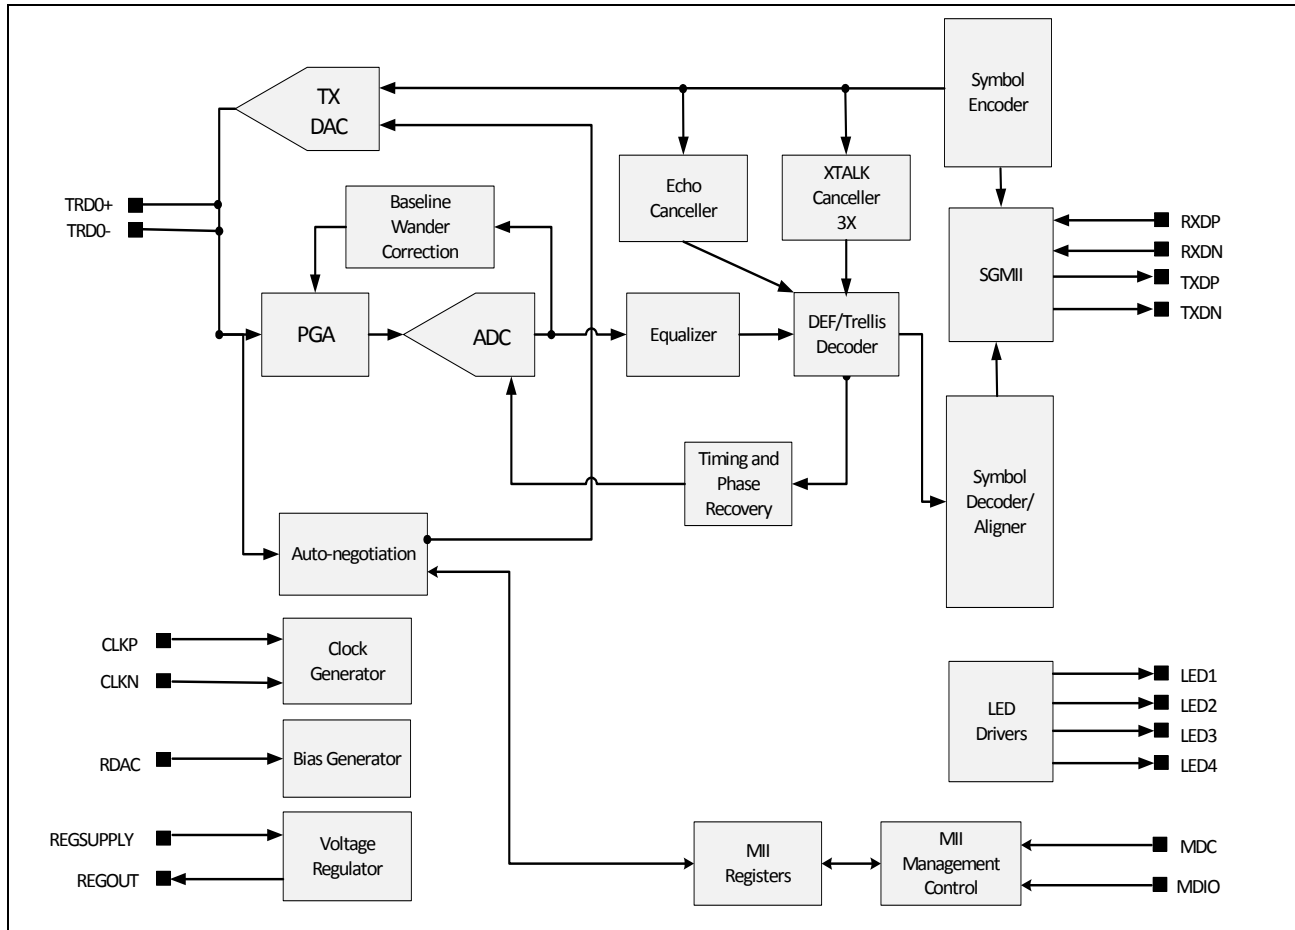 Symbol
Encoder
TX
DAC
Echo
Canceller
XTALK
Canceller
3X
Baseline
Wander
Correction
TRD0+
TRD0-
RXDP
RXDN
TXDP
TXDN
SGMII
PGA
ADC
Equalizer
DEF/Trellis
Decoder
Timing and
Phase
Recovery
Symbol
Decoder/
Aligner
Auto-negotiation
CLKP
CLKN
Clock
Generator
LED
Drivers
LED1
LED2
LED3
LED4
RDAC
Bias Generator
REGSUPPLY
REGOUT
Voltage
Regulator
MII
Registers
MII
Management
Control
MDC
MDIO